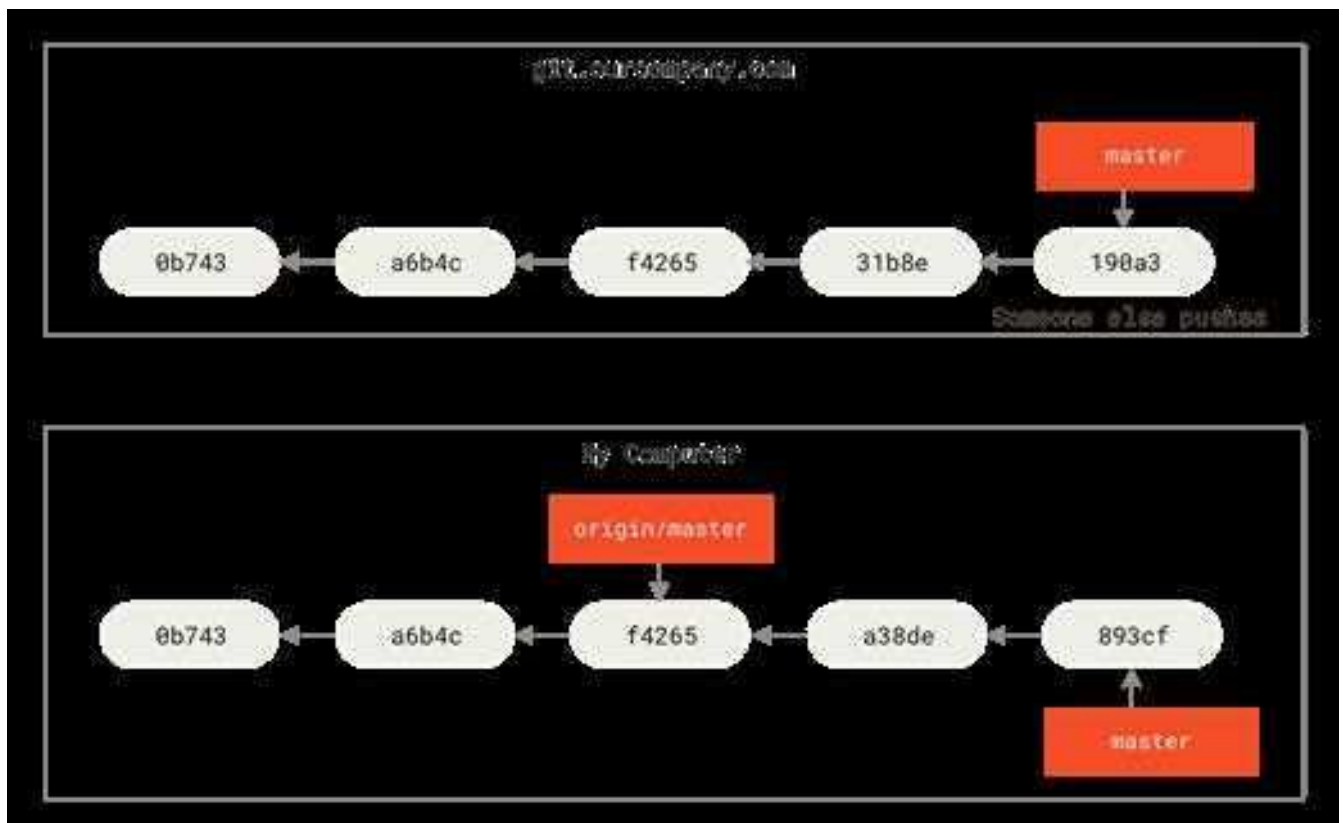 git.ourcompany.com
master
0b743 a6b4c f4265 31b8e 190a3
Someone else pushed
My Computer
origin/master
0b743 a6b4c f4265 a38de 893cf
master